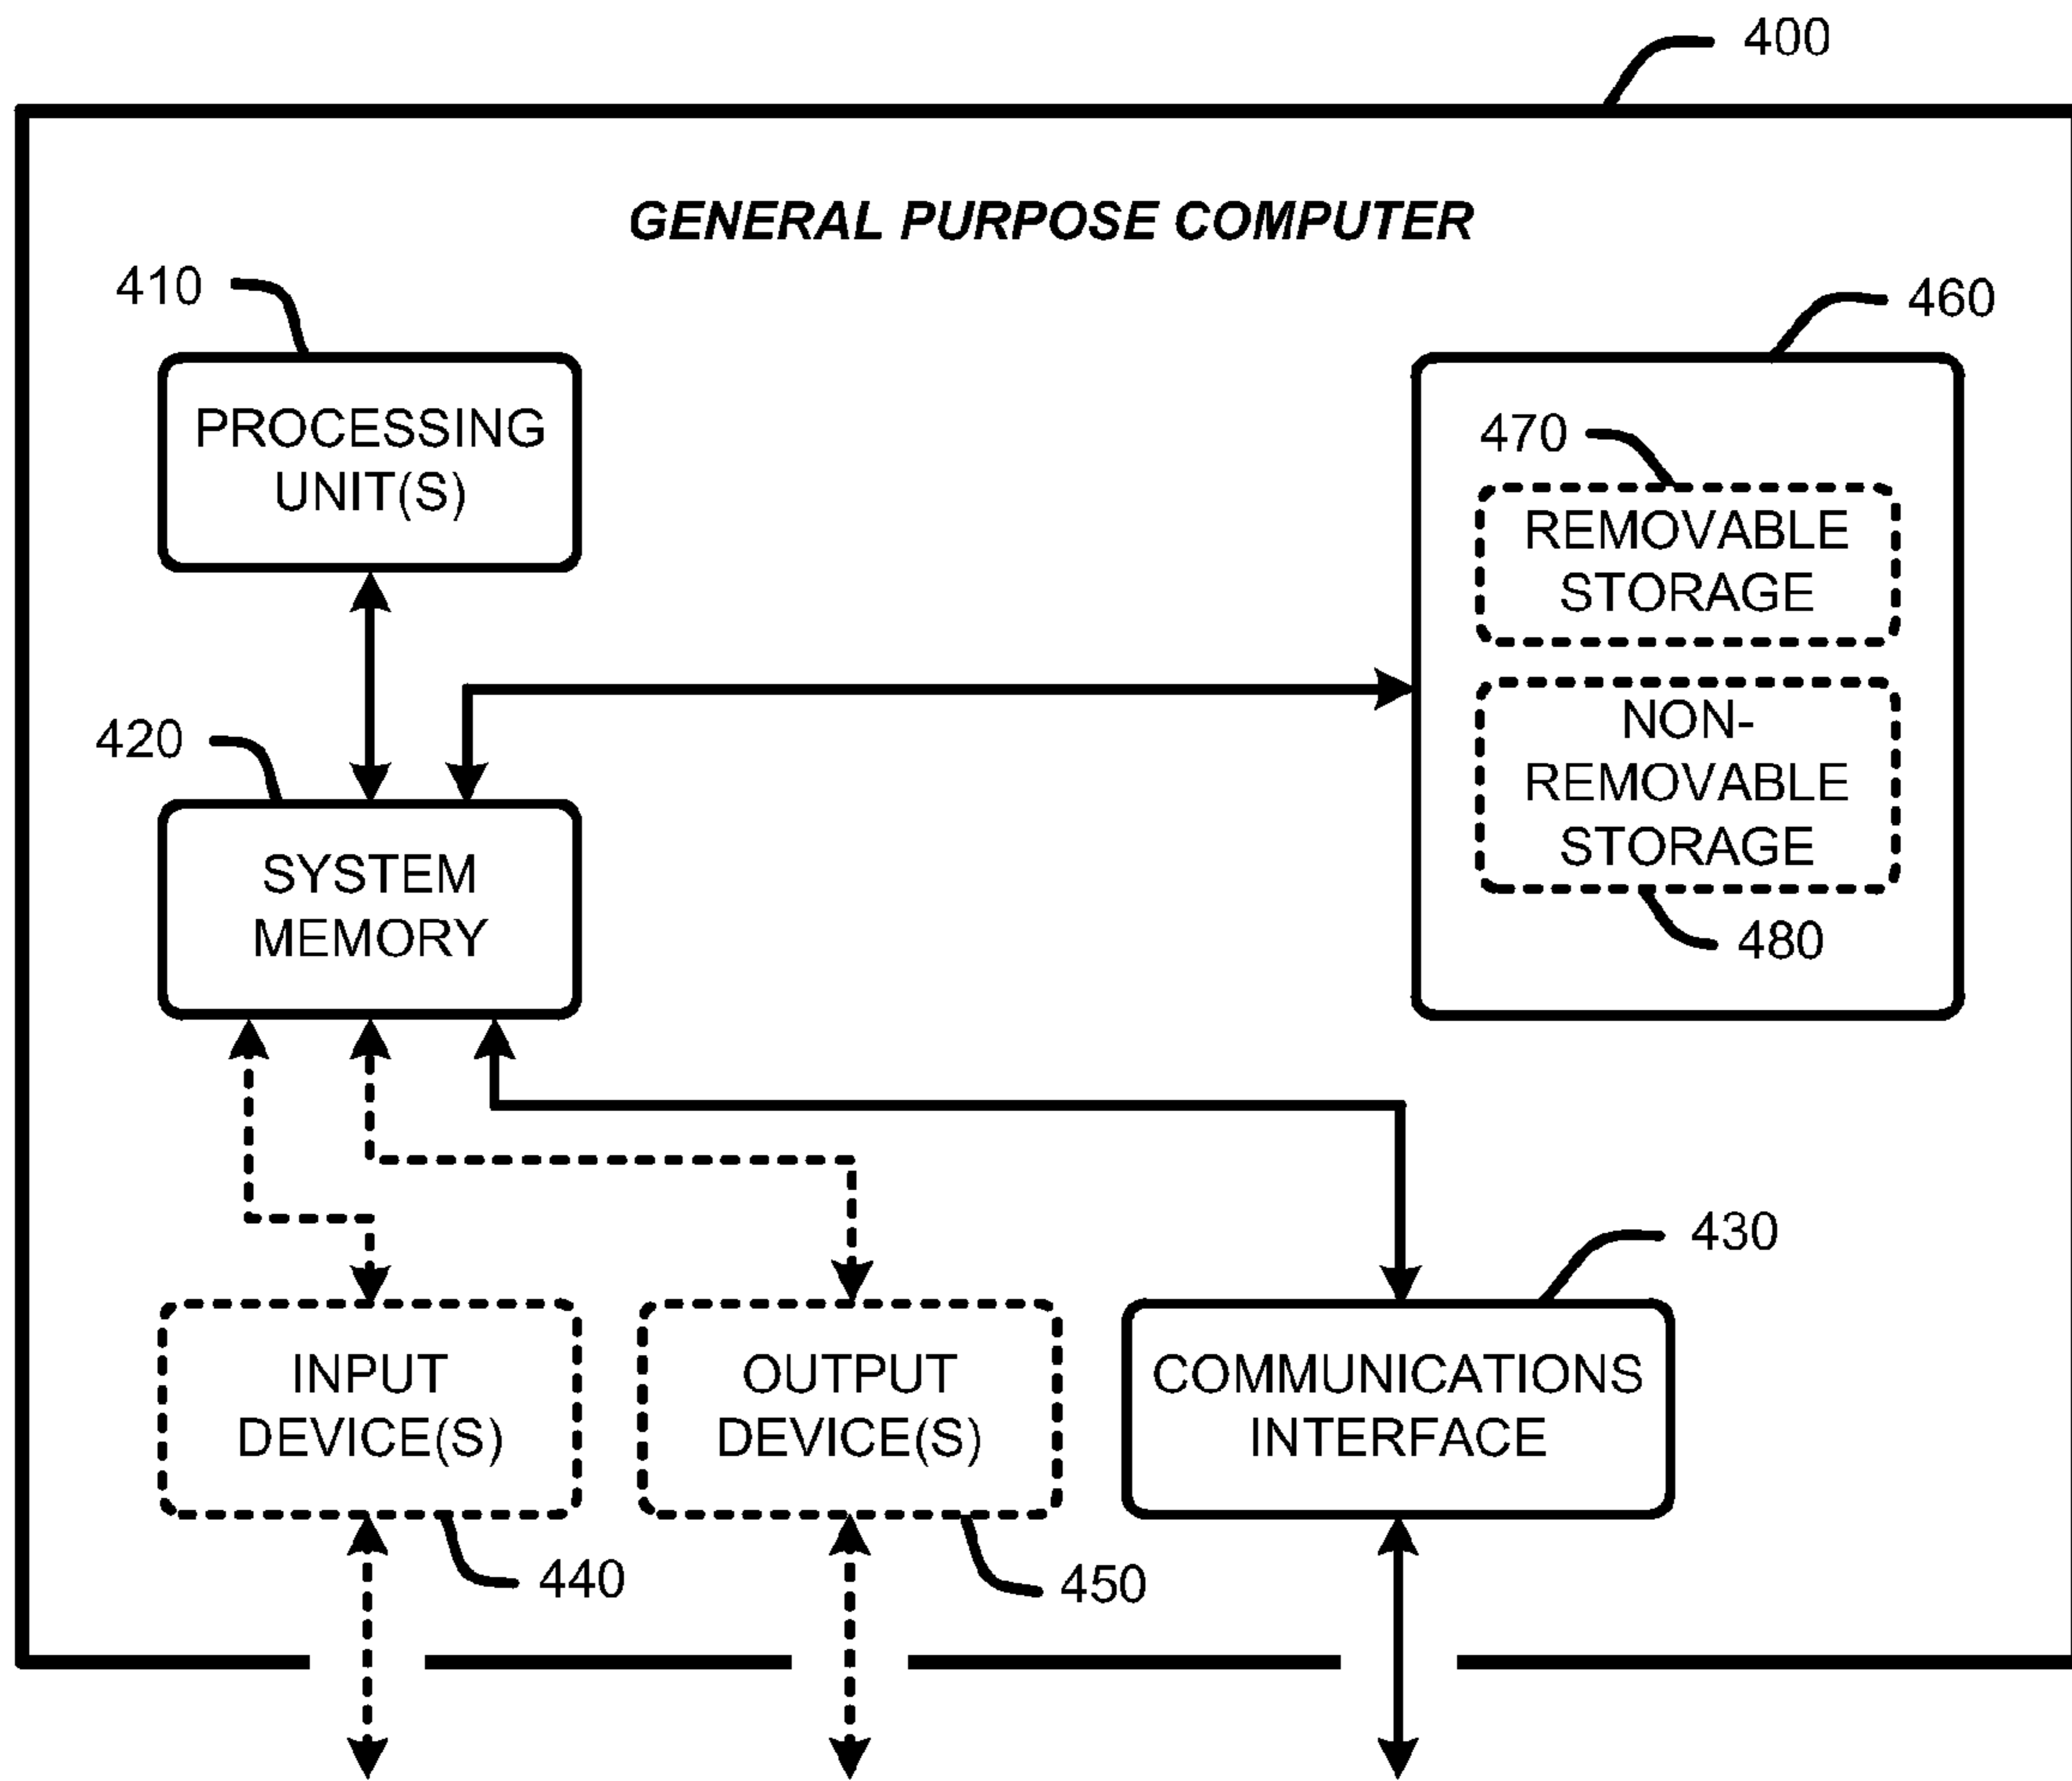 400
GENERAL PURPOSE COMPUTER
410
460
PROCESSING
UNIT(S)
470
REMOVABLE
STORAGE
NON-
REMOVABLE
STORAGE
480
420
SYSTEM
MEMORY
430
INPUT
DEVICE(S)
OUTPUT
DEVICE(S)
COMMUNICATIONS
INTERFACE
440
450